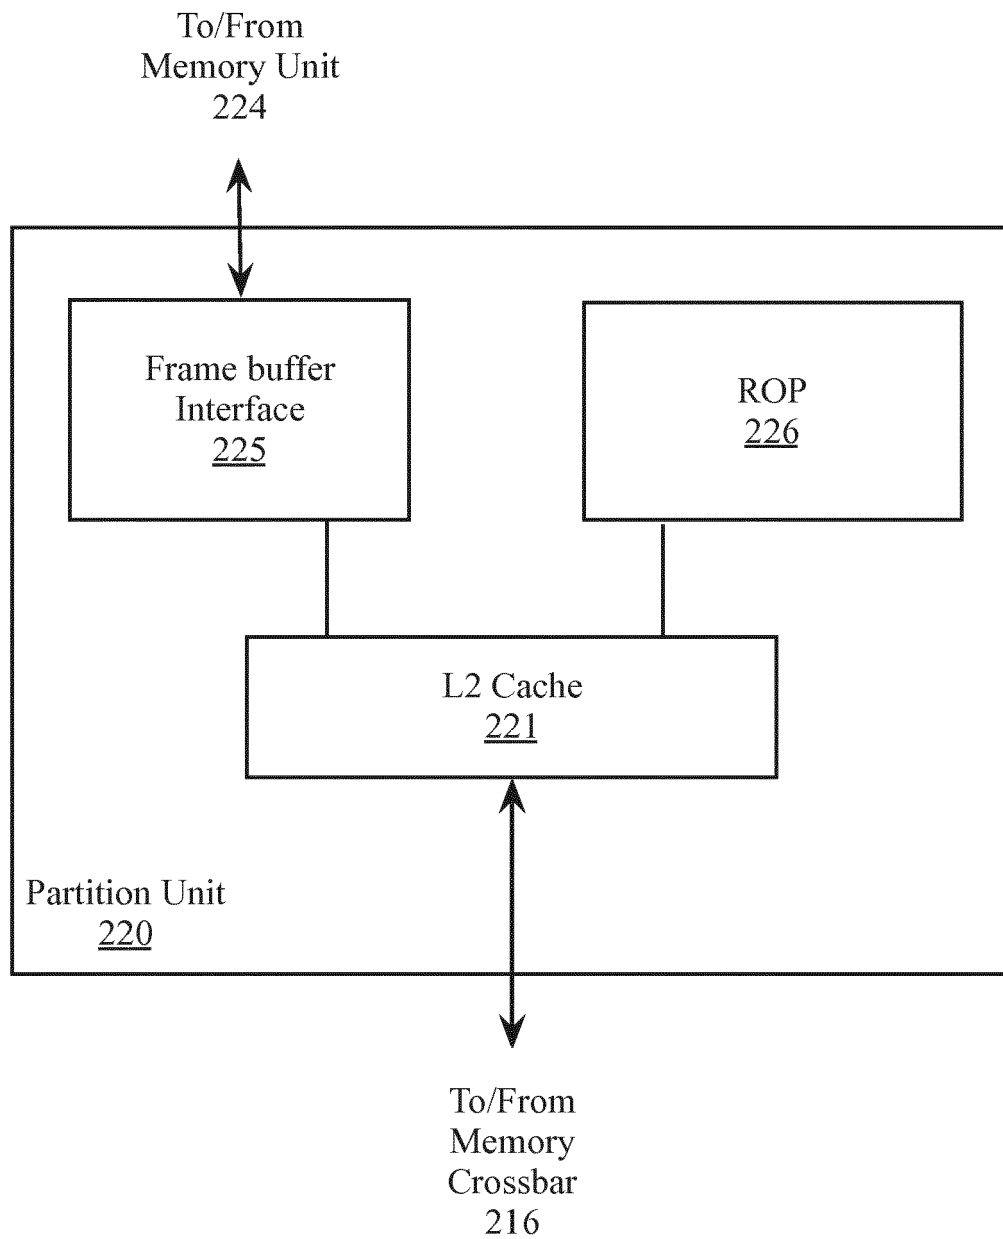 To/From
Memory Unit
224
Frame buffer
Interface
225
ROP
226
L2 Cache
221
Partition Unit
220
To/From
Memory
Crossbar
216